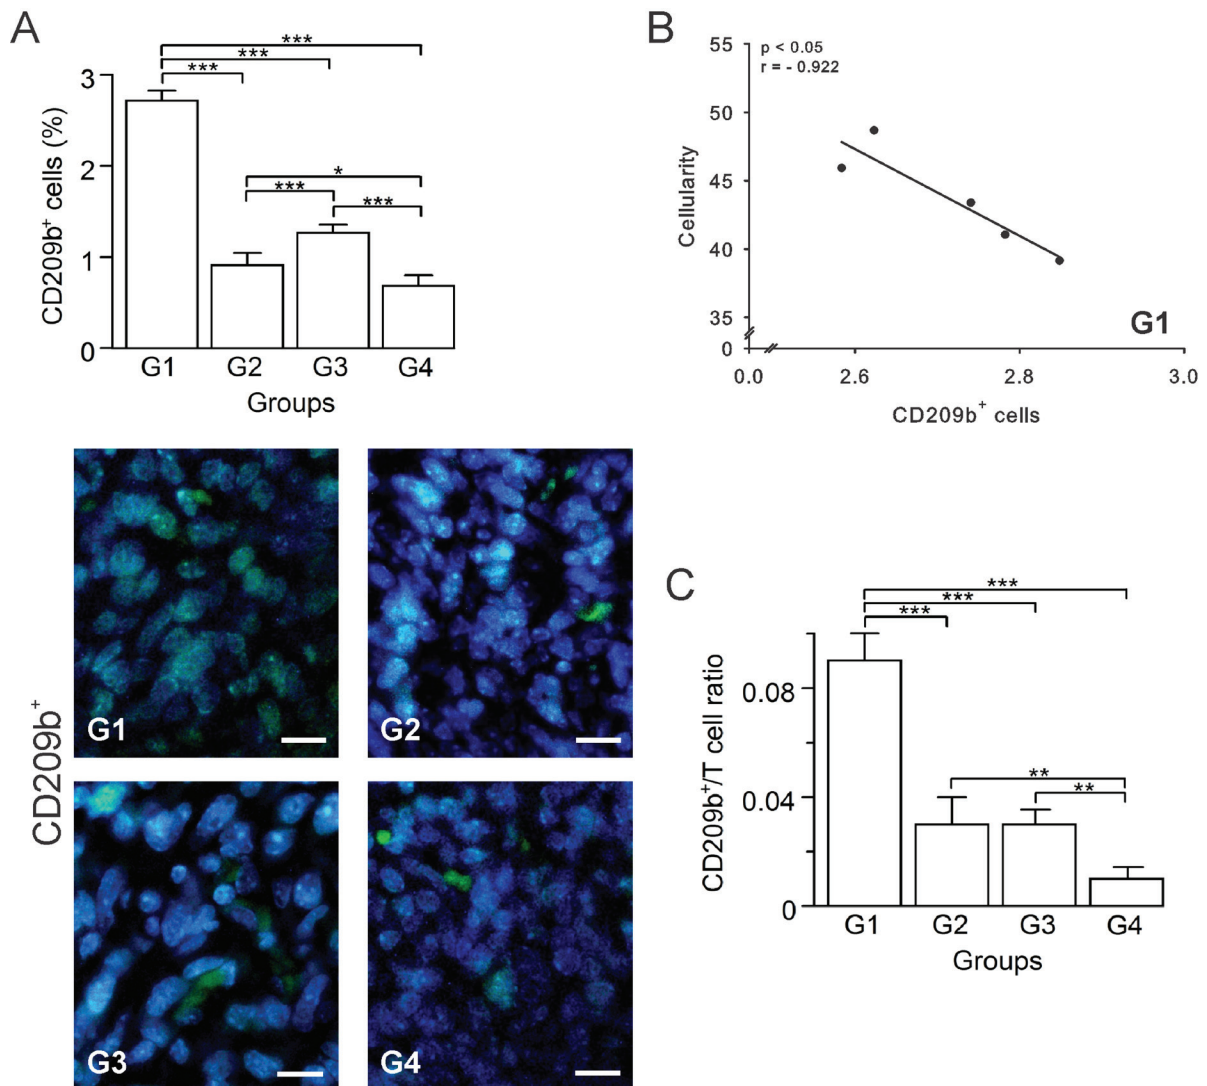 A
***
***
***
*
***
***
3
2
1
0
CD209b+ cells (%)
G1 G2 G3 G4
Groups
B
p < 0.05
r = - 0.922
55
50
45
40
35
0
Cellularity
G1
0.0 2.6 2.8 3.0
CD209b+ cells
CD209b+
G1
G2
G3
G4
C
***
***
***
**
**
0.08
0.04
0
CD209b+/T cell ratio
G1 G2 G3 G4
Groups